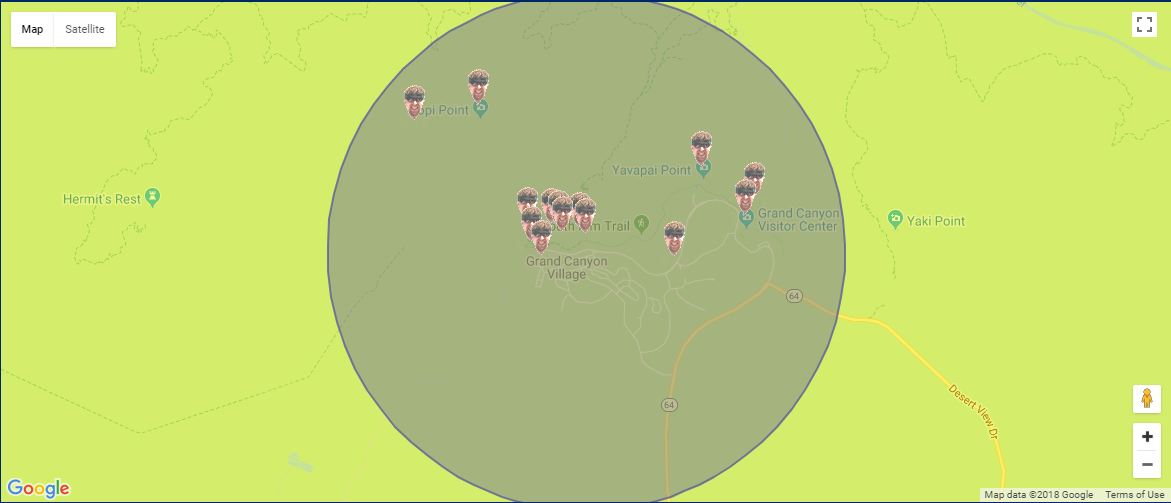 Map Satellite
opi Point
Yavapai Point
Hermit's Rest
Grand Canyon
Visitor Center
Yaki Point
Trail
Grand Canyon
Village
64
64
Desert View Dr
Google
Map data ©2018 Google Terms of Use